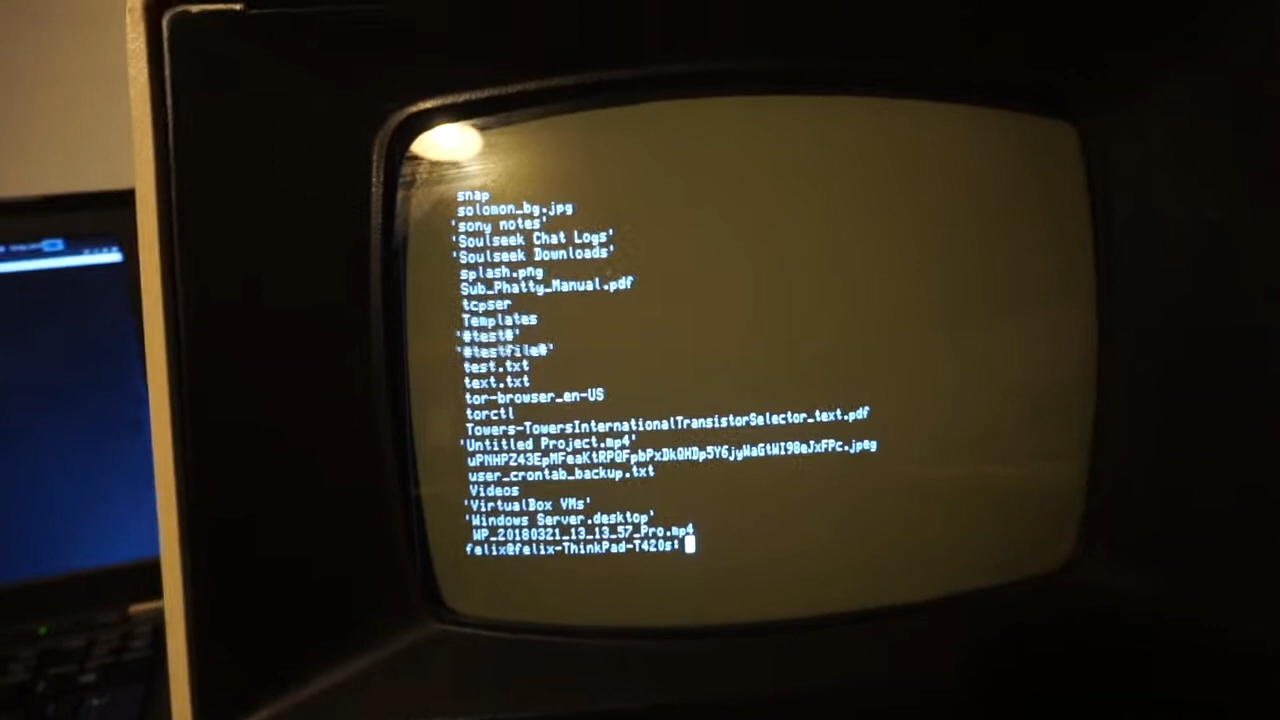 snap
solomon_bg.jpg
'sony notes'
'Soulseek Chat Logs'
'Soulseek Downloads'
splash.png
Sub_Phatty_Manual.pdf
tcpser
Templates
'#test#'
'#testfile#'
test.txt
text.txt
tor-browser_en-US
torctl
Towers-TowersInternationalTransistorSelector_text.pdf
'Untitled Project.mp4'
uPNHPZ43EpMFeaKtRPQFpbPxDkQHDp5Y6jyWaGtWI98eJxFPc.jpeg
user_crontab_backup.txt
Videos
'VirtualBox VMs'
'Windows Server.desktop'
WP_20180321_13_13_57_Pro.mp4
felix@felix-ThinkPad-T420s: